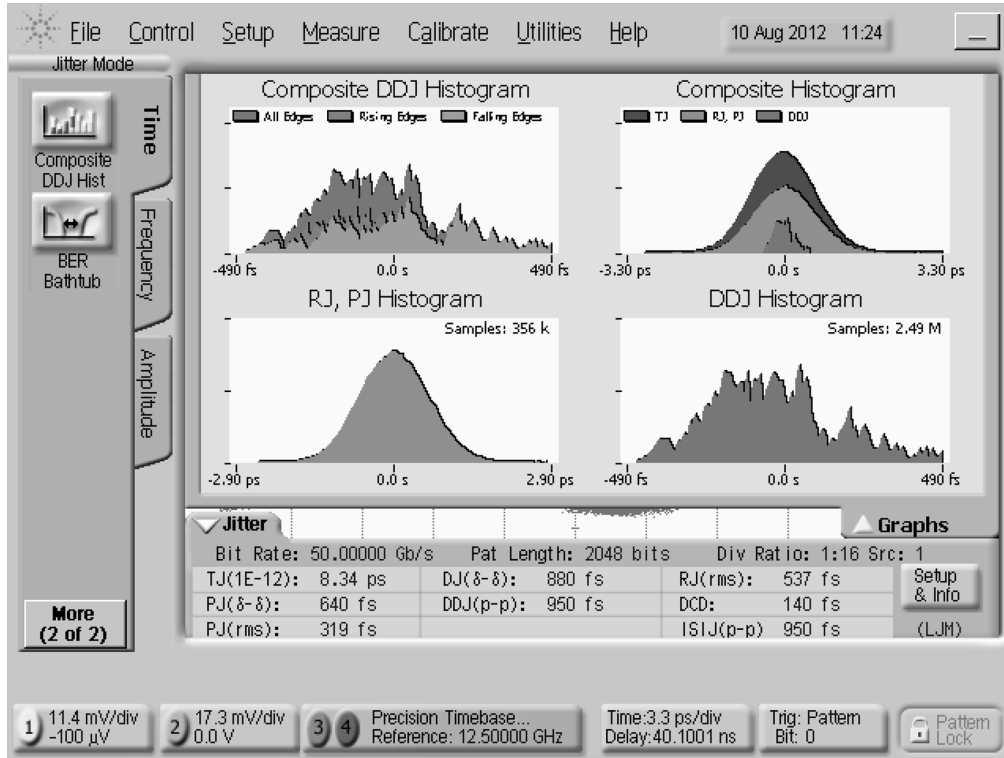 File Control Setup Measure Calibrate Utilities Help 10 Aug 2012 11:24
Jitter Mode
Time
Frequency
Amplitude
Composite
DDJ Hist
BER
Bathtub
More
(2 of 2)
Composite DDJ Histogram
All Edges Rising Edges Falling Edges
-490 fs 0.0 s 490 fs
Composite Histogram
TJ RJ, PJ DDJ
-3.30 ps 0.0 s 3.30 ps
RJ, PJ Histogram
Samples: 356 k
-2.90 ps 0.0 s 2.90 ps
DDJ Histogram
Samples: 2.49 M
-490 fs 0.0 s 490 fs
Jitter
Graphs
Bit Rate: 50.00000 Gb/s Pat Length: 2048 bits Div Ratio: 1:16 Src: 1
TJ(1E-12): 8.34 ps DJ(δ-δ): 880 fs RJ(rms): 537 fs
PJ(δ-δ): 640 fs DDJ(p-p): 950 fs DCD: 140 fs
PJ(rms): 319 fs ISIJ(p-p) 950 fs
Setup
& Info
(LJM)
1 11.4 mV/div
-100 µV
2 17.3 mV/div
0.0 V
3 4 Precision Timebase...
Reference: 12.50000 GHz
Time:3.3 ps/div
Delay:40.1001 ns
Trig: Pattern
Bit: 0
Pattern
Lock